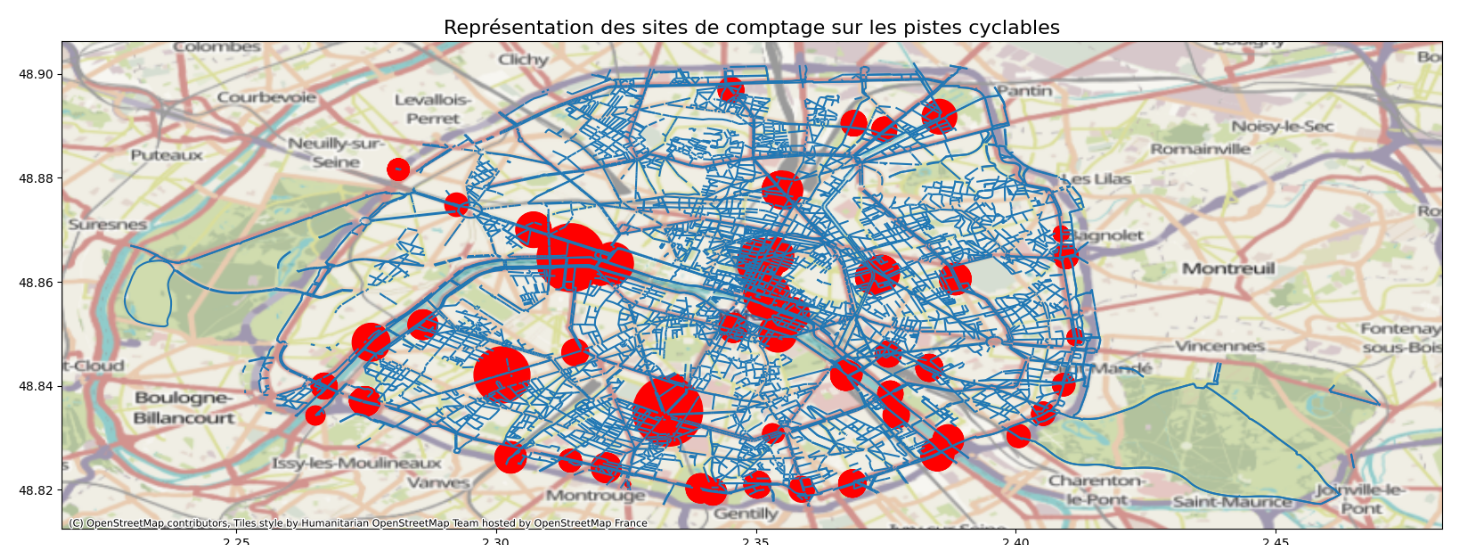 Représentation des sites de comptage sur les pistes cyclables
Colombes
Clichy
48.90
Courbevoie
Levallois-
Perret
Pantin
Noisy-le-Sec
Neuilly-sur-
Seine
Puteaux
Romainville
48.88
Les Lilas
Suresnes
Bagnolet
Montreuil
48.86
Fontenay
sous-Bois
Vincennes
t-Cloud
Mandé
48.84
Boulogne-
Billancourt
Issy-les-Moulineaux
Vanves
Charenton-
le-Pont
48.82
Montrouge
Saint-Maurice
Joinville-le-
Pont
Gentilly
(C) OpenStreetMap contributors, Tiles style by Humanitarian OpenStreetMap Team hosted by OpenStreetMap France
2.25
2.30
2.35
2.40
2.45